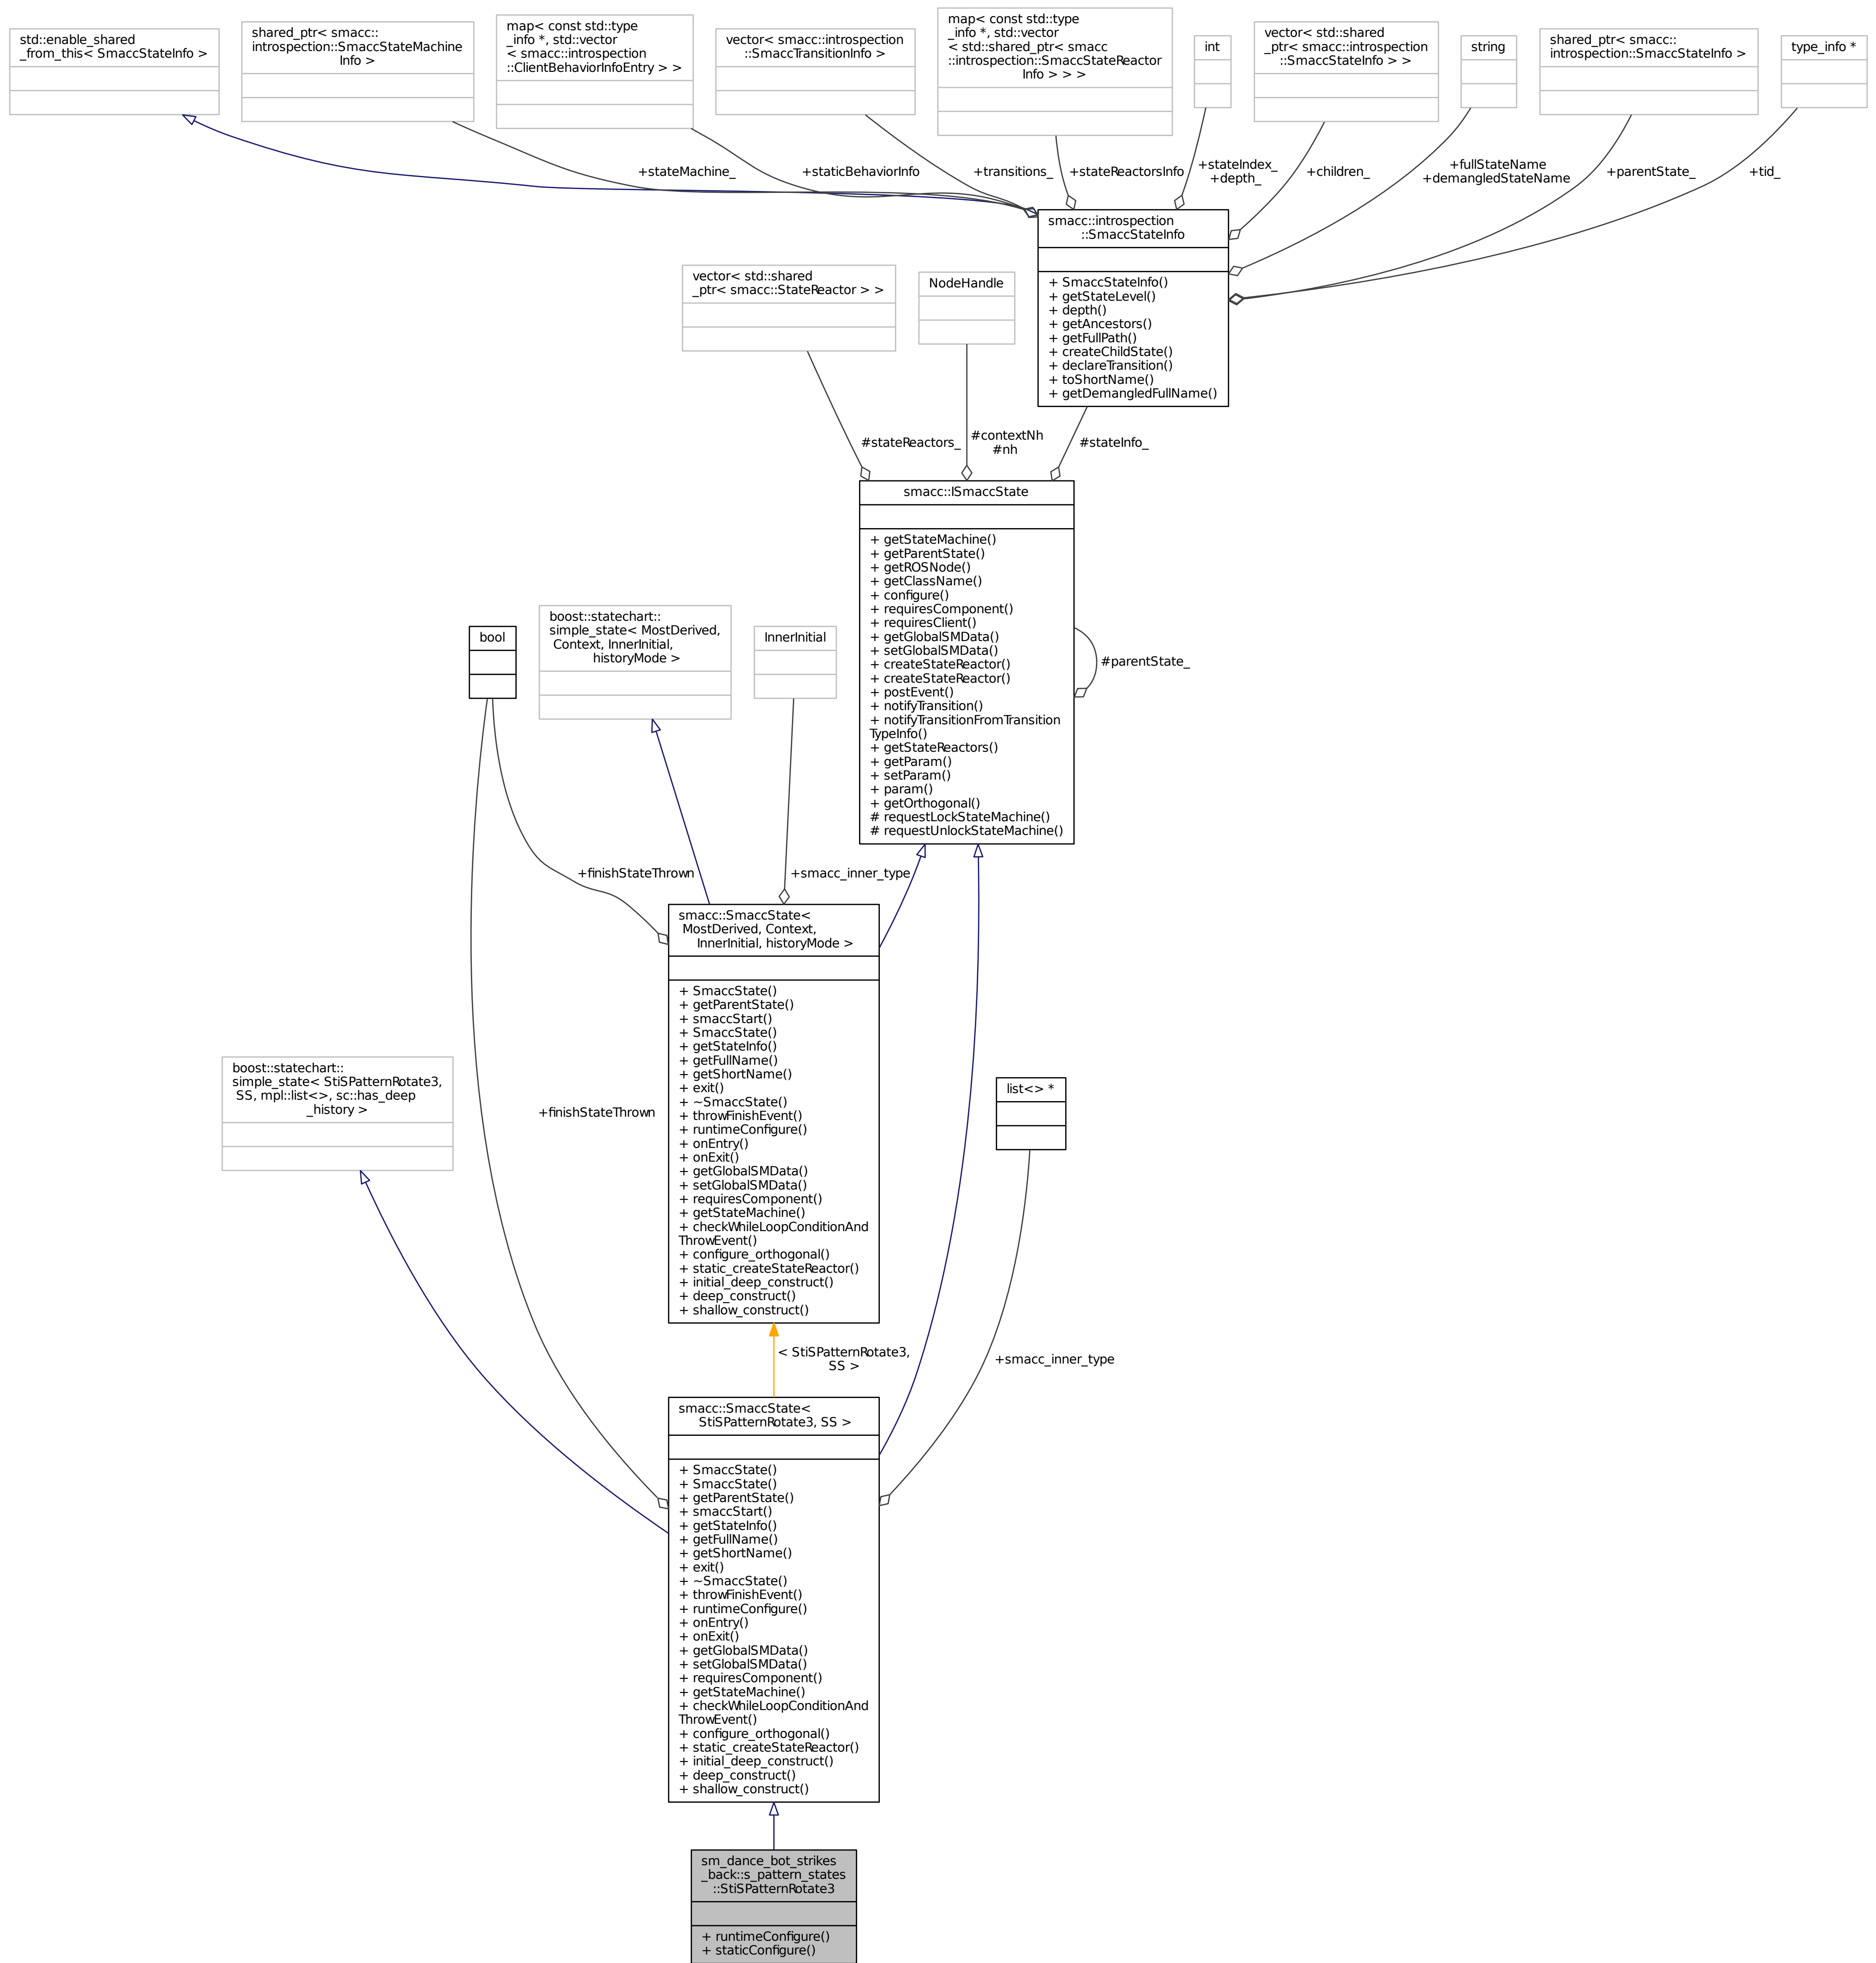 std::enable_shared
_from_this< SmaccStateInfo >
shared_ptr< smacc::
introspection::SmaccStateMachine
Info >
map< const std::type
_info *, std::vector
< smacc::introspection
::ClientBehaviorInfoEntry > >
vector< smacc::introspection
::SmaccTransitionInfo >
map< const std::type
_info *, std::vector
< std::shared_ptr< smacc
::introspection::SmaccStateReactor
Info > > >
int
vector< std::shared
_ptr< smacc::introspection
::SmaccStateInfo > >
string
shared_ptr< smacc::
introspection::SmaccStateInfo >
type_info *
+stateMachine_
+staticBehaviorInfo
+transitions_
+stateReactorsInfo
+stateIndex_
+depth_
+children_
+fullStateName
+demangledStateName
+parentState_
+tid_
smacc::introspection
::SmaccStateInfo
+ SmaccStateInfo()
+ getStateLevel()
+ depth()
+ getAncestors()
+ getFullPath()
+ createChildState()
+ declareTransition()
+ toShortName()
+ getDemangledFullName()
vector< std::shared
_ptr< smacc::StateReactor > >
NodeHandle
#stateReactors_
#contextNh
#nh
#stateInfo_
smacc::ISmaccState
+ getStateMachine()
+ getParentState()
+ getROSNode()
+ getClassName()
+ configure()
+ requiresComponent()
+ requiresClient()
+ getGlobalSMData()
+ setGlobalSMData()
+ createStateReactor()
+ createStateReactor()
+ postEvent()
+ notifyTransition()
+ notifyTransitionFromTransition
TypeInfo()
+ getStateReactors()
+ getParam()
+ setParam()
+ param()
+ getOrthogonal()
# requestLockStateMachine()
# requestUnlockStateMachine()
#parentState_
bool
boost::statechart::
simple_state< MostDerived,
Context, InnerInitial,
historyMode >
InnerInitial
+finishStateThrown
+smacc_inner_type
smacc::SmaccState<
MostDerived, Context,
InnerInitial, historyMode >
+ SmaccState()
+ getParentState()
+ smaccStart()
+ SmaccState()
+ getStateInfo()
+ getFullName()
+ getShortName()
+ exit()
+ ~SmaccState()
+ throwFinishEvent()
+ runtimeConfigure()
+ onEntry()
+ onExit()
+ getGlobalSMData()
+ setGlobalSMData()
+ requiresComponent()
+ getStateMachine()
+ checkWhileLoopConditionAnd
ThrowEvent()
+ configure_orthogonal()
+ static_createStateReactor()
+ initial_deep_construct()
+ deep_construct()
+ shallow_construct()
boost::statechart::
simple_state< StiSPatternRotate3,
SS, mpl::list<>, sc::has_deep
_history >
+finishStateThrown
list<> *
< StiSPatternRotate3,
SS >
+smacc_inner_type
smacc::SmaccState<
StiSPatternRotate3, SS >
+ SmaccState()
+ SmaccState()
+ getParentState()
+ smaccStart()
+ getStateInfo()
+ getFullName()
+ getShortName()
+ exit()
+ ~SmaccState()
+ throwFinishEvent()
+ runtimeConfigure()
+ onEntry()
+ onExit()
+ getGlobalSMData()
+ setGlobalSMData()
+ requiresComponent()
+ getStateMachine()
+ checkWhileLoopConditionAnd
ThrowEvent()
+ configure_orthogonal()
+ static_createStateReactor()
+ initial_deep_construct()
+ deep_construct()
+ shallow_construct()
sm_dance_bot_strikes
_back::s_pattern_states
::StiSPatternRotate3
+ runtimeConfigure()
+ staticConfigure()